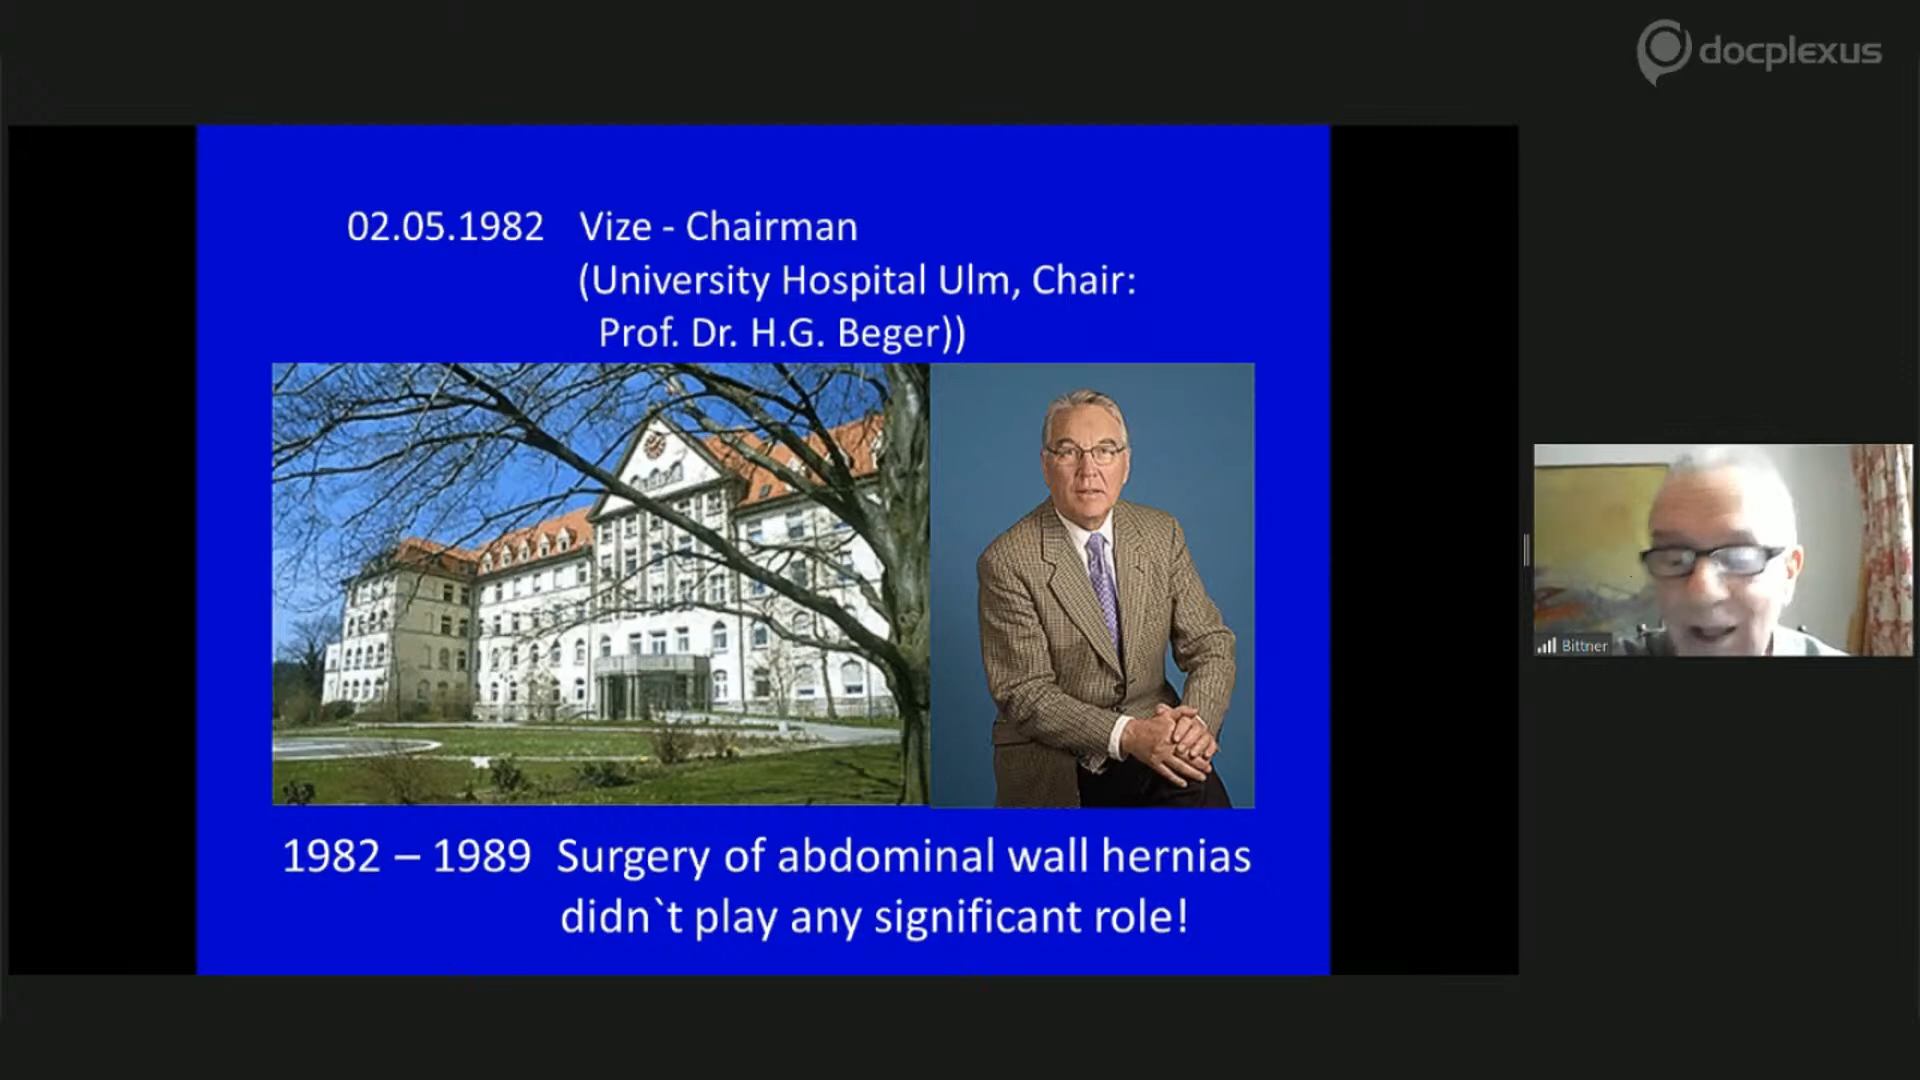 docplexus
02.05.1982 Vize - Chairman
(University Hospital Ulm, Chair:
Prof. Dr. H.G. Beger))
1982 – 1989 Surgery of abdominal wall hernias
didn`t play any significant role!
Bittner